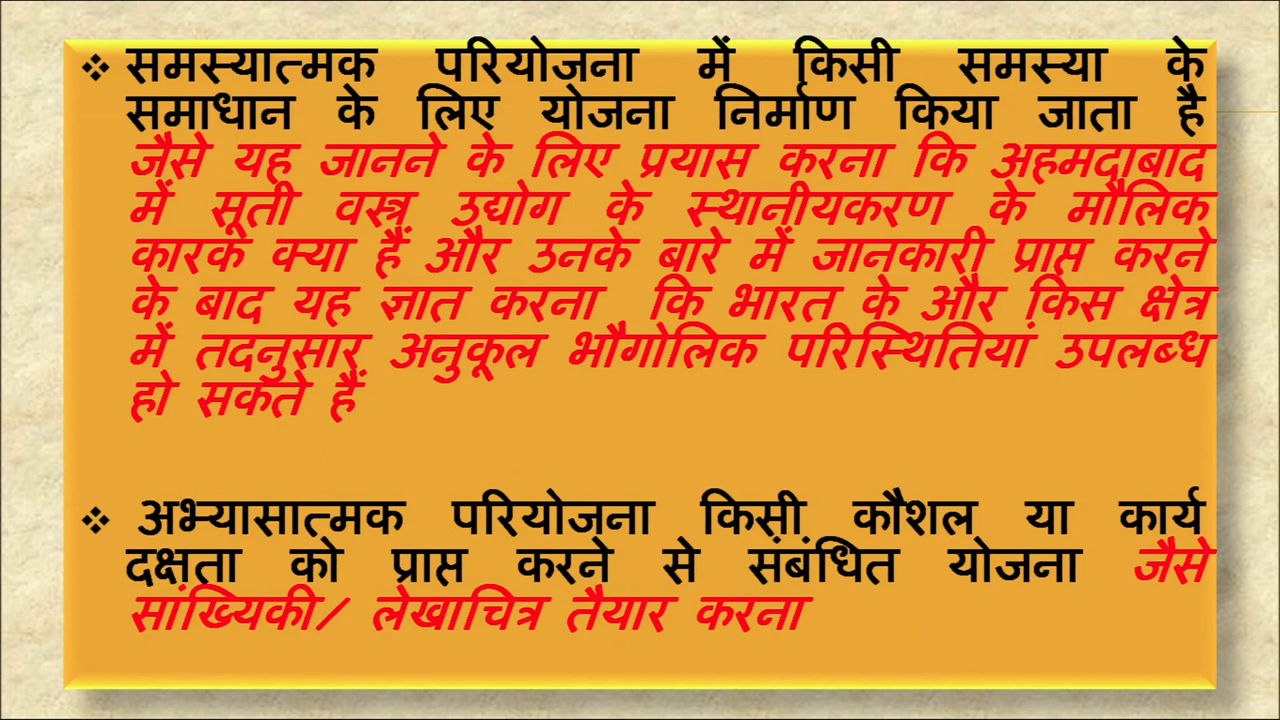 ❖ समस्यात्मक परियोजना में किसी समस्या के
समाधान के लिए योजना निर्माण किया जाता है
जैसे यह जानने के लिए प्रयास करना कि अहमदाबाद
में सूती वस्त्र उद्योग के स्थानीयकरण के मौलिक
कारक क्या हैं और उनके बारे में जानकारी प्राप्त करने
के बाद यह ज्ञात करना कि भारत के और किस क्षेत्र
में तदनुसार अनुकूल भौगोलिक परिस्थितियां उपलब्ध
हो सकते हैं
❖ अभ्यासात्मक परियोजना किसी कौशल या कार्य
दक्षता को प्राप्त करने से संबंधित योजना जैसे
सांख्यिकी/ लेखाचित्र तैयार करना